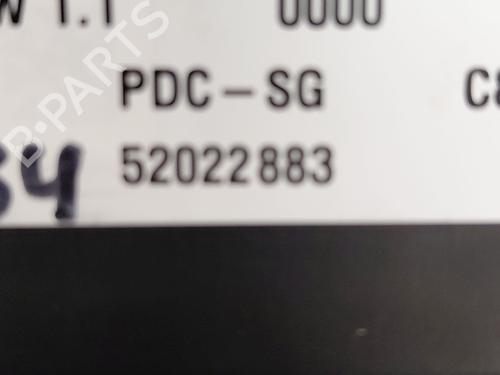 W 1.1 0000
PDC-SG C8
52022883
34
B-PARTS